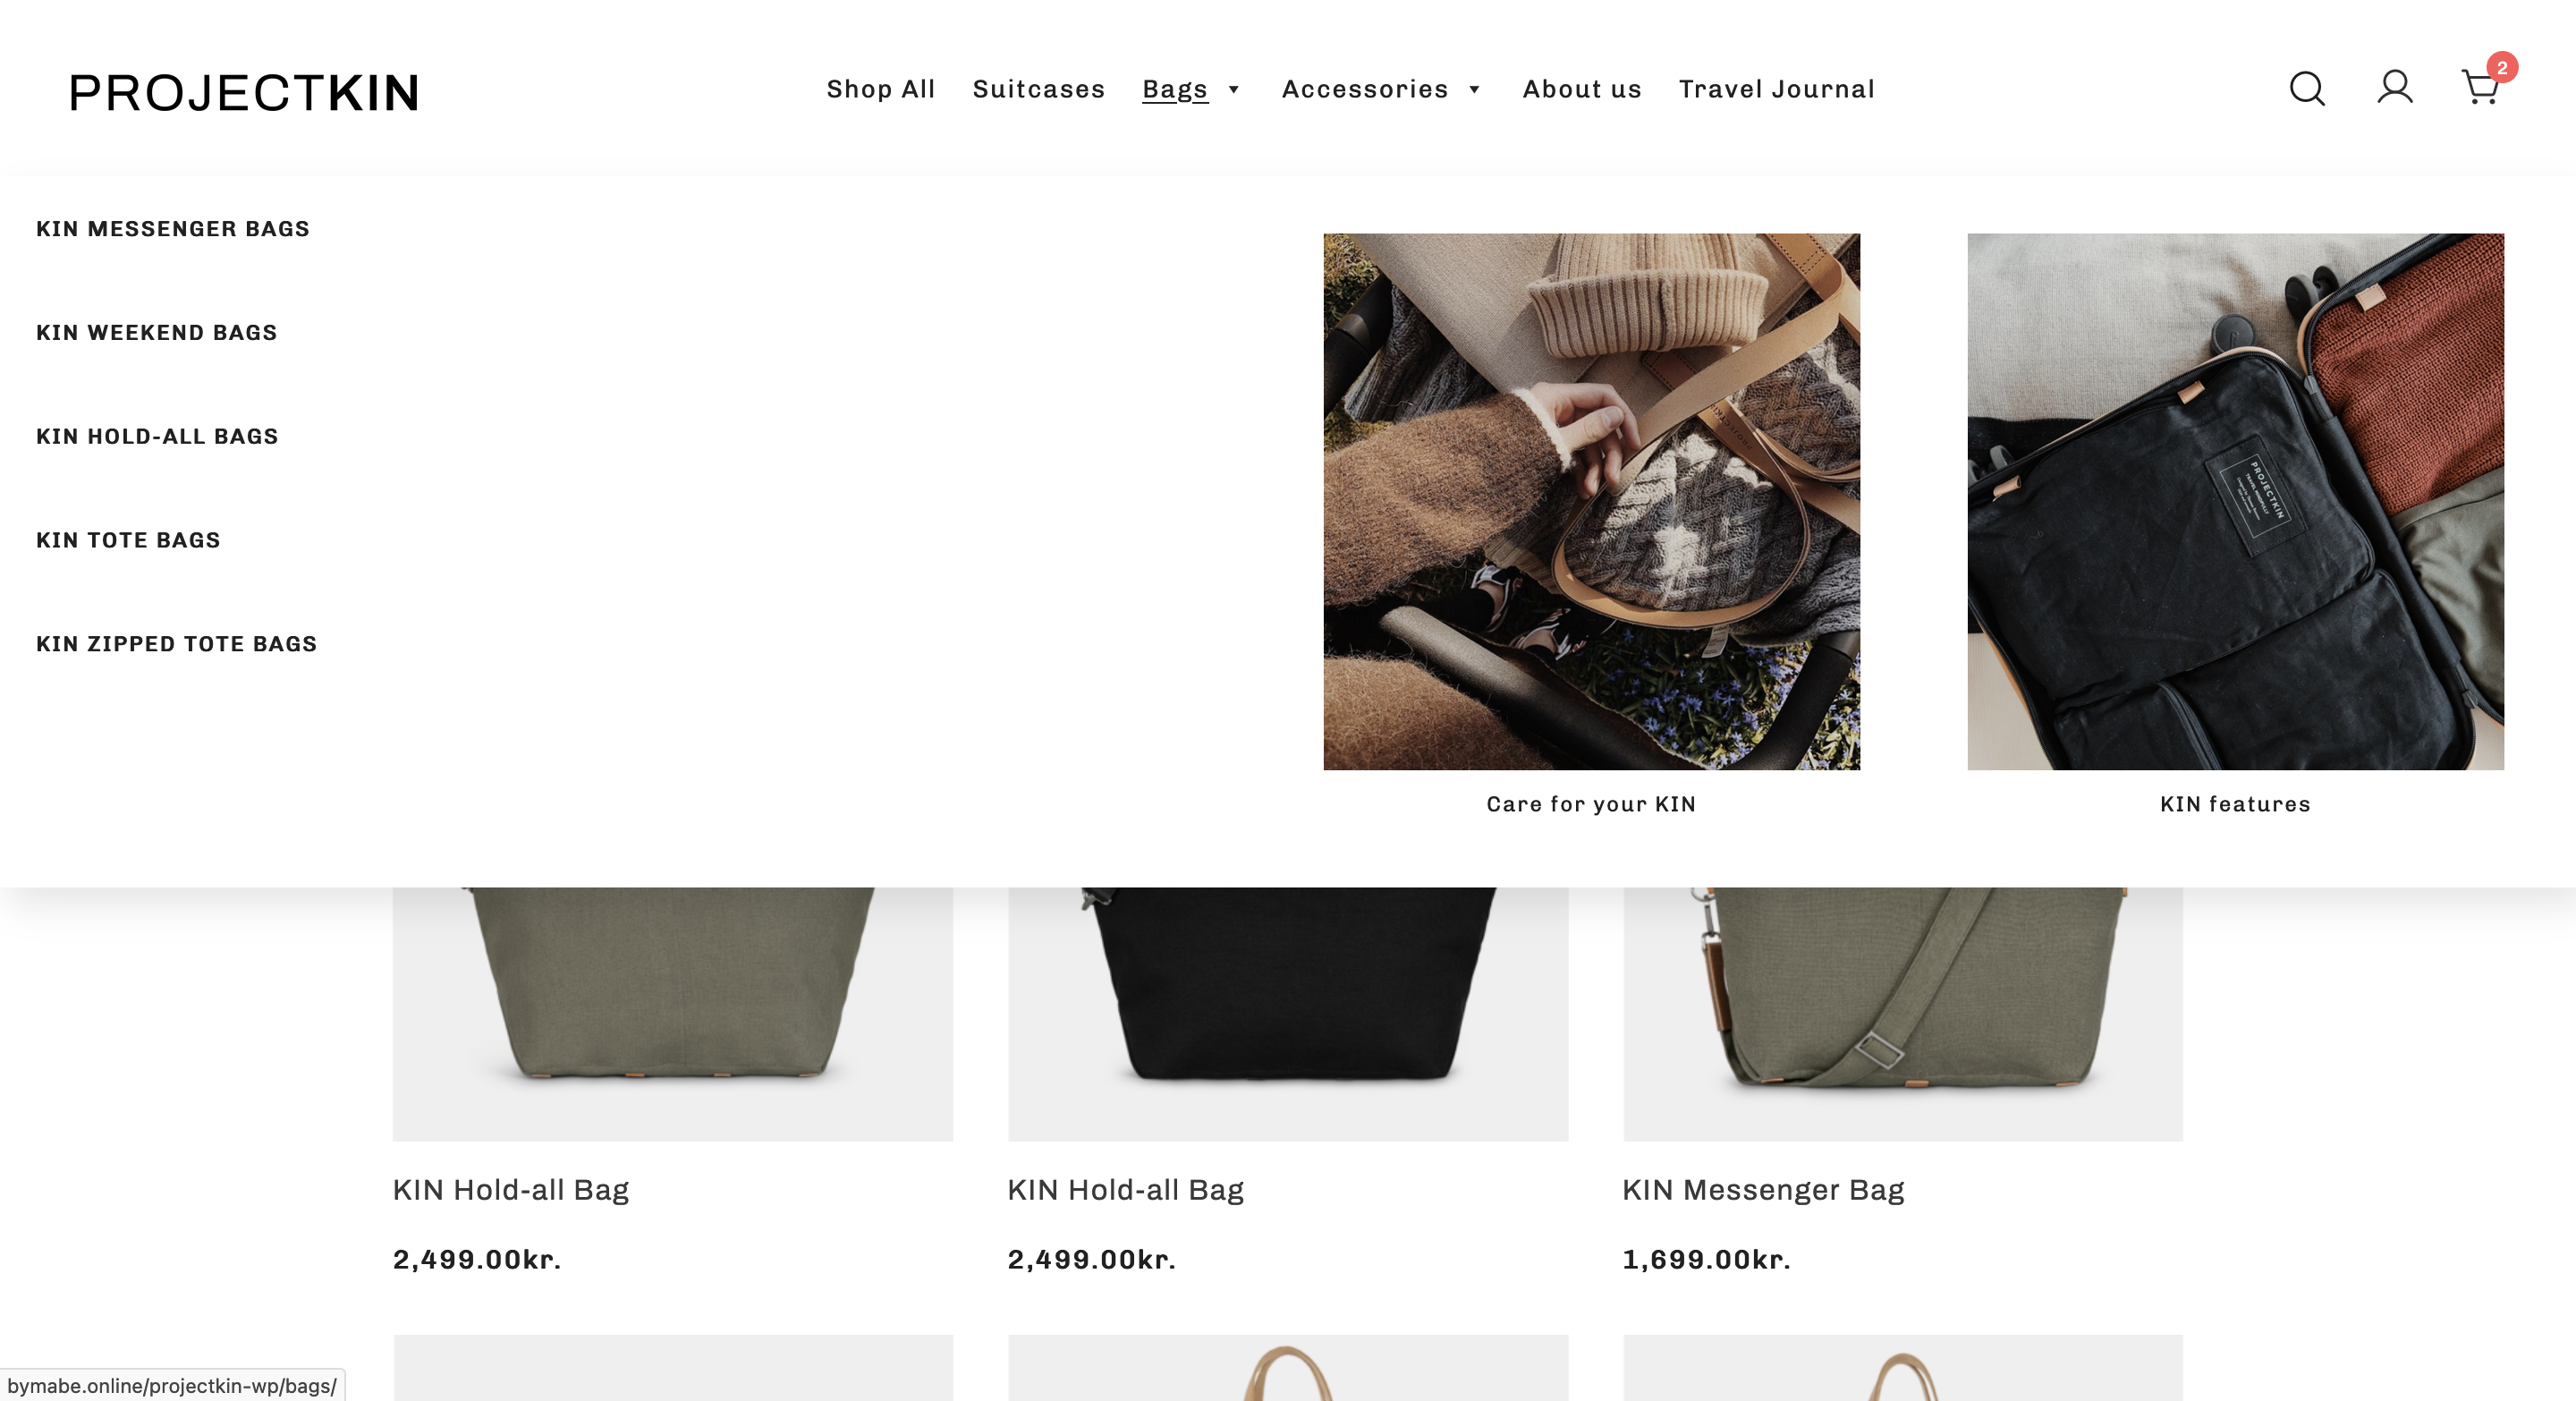 PROJECTKIN
Shop All Suitcases Bags Accessories About us Travel Journal
2
KIN MESSENGER BAGS
KIN WEEKEND BAGS
KIN HOLD-ALL BAGS
KIN TOTE BAGS
KIN ZIPPED TOTE BAGS
PROJECTKIN
Care for your KIN
KIN features
KIN Hold-all Bag
KIN Hold-all Bag
KIN Messenger Bag
2,499.00kr.
2,499.00kr.
1,699.00kr.
bymabe.online/projectkin-wp/bags/